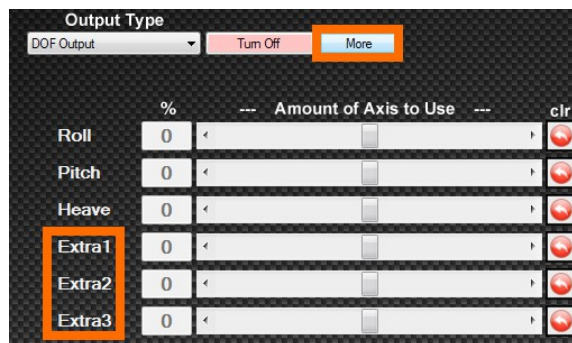 Output Type
DOF Output Turn Off More
% --- Amount of Axis to Use --- clr
Roll 0
Pitch 0
Heave 0
Extra1 0
Extra2 0
Extra3 0